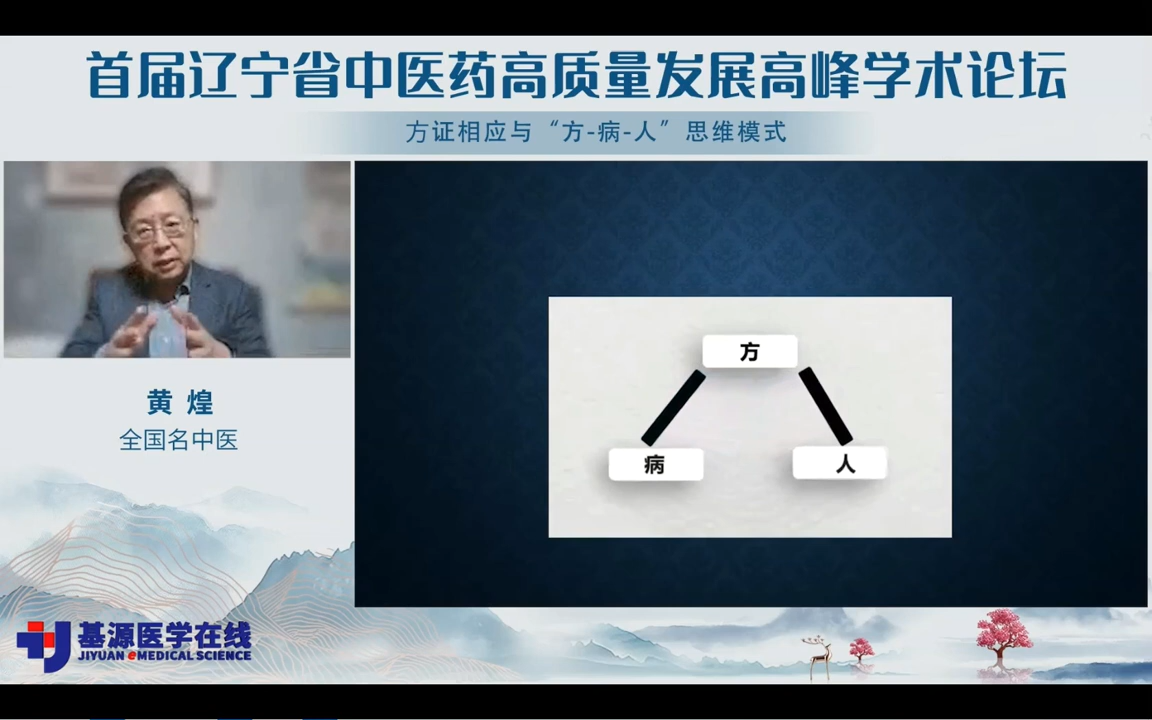 首届辽宁省中医药高质量发展高峰学术论坛
方证相应与“方-病-人”思维模式
方
病
人
黄 煌
全国名中医
基源医学在线
JIYUAN eMEDICAL SCIENCE